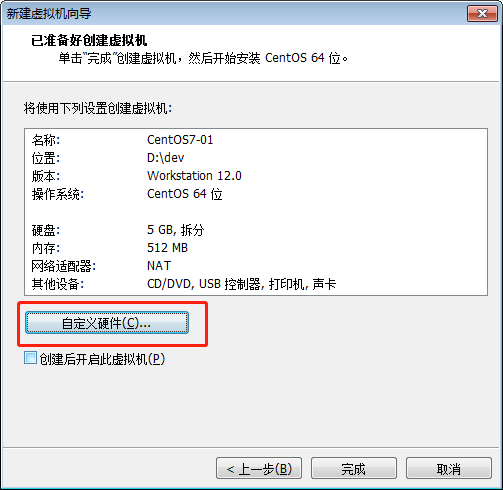 新建虚拟机向导
已准备好创建虚拟机
单击“完成”创建虚拟机，然后开始安装 CentOS 64 位。
将使用下列设置创建虚拟机:
名称: CentOS7-01
位置: D:\dev
版本: Workstation 12.0
操作系统: CentOS 64 位
硬盘: 5 GB, 拆分
内存: 512 MB
网络适配器: NAT
其他设备: CD/DVD, USB 控制器, 打印机, 声卡
自定义硬件(C)...
创建后开启此虚拟机(P)
< 上一步(B) 完成 取消